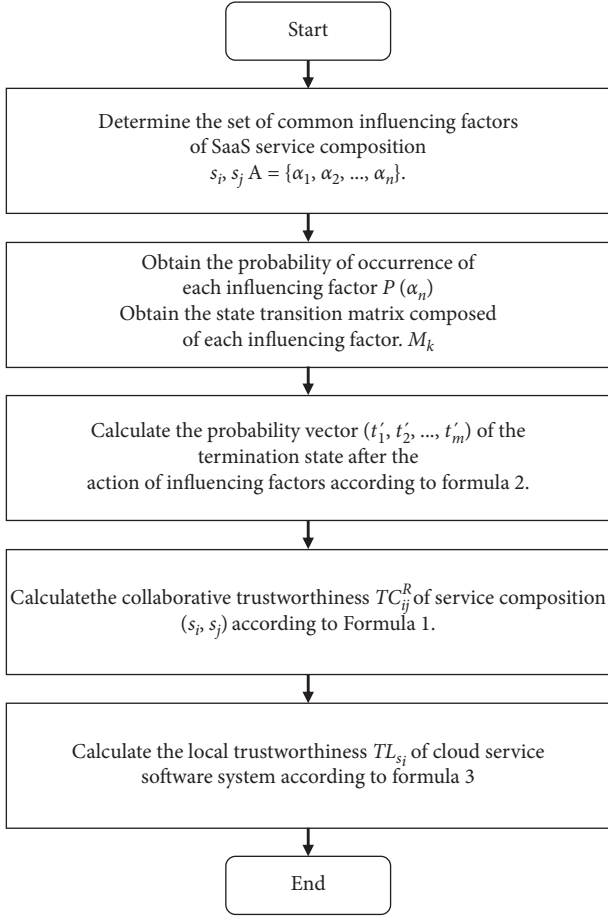 Start
Determine the set of common influencing factors
of SaaS service composition
s_i, s_j A = {α_1, α_2, ..., α_n}.
Obtain the probability of occurrence of
each influencing factor P (α_n)
Obtain the state transition matrix composed
of each influencing factor. M_k
Calculate the probability vector (t′_1, t′_2, ..., t′_m) of the
termination state after the
action of influencing factors according to formula 2.
Calculatethe collaborative trustworthiness TC^R_ij of service composition
(s_i, s_j) according to Formula 1.
Calculate the local trustworthiness TL_s_i of cloud service
software system according to formula 3
End